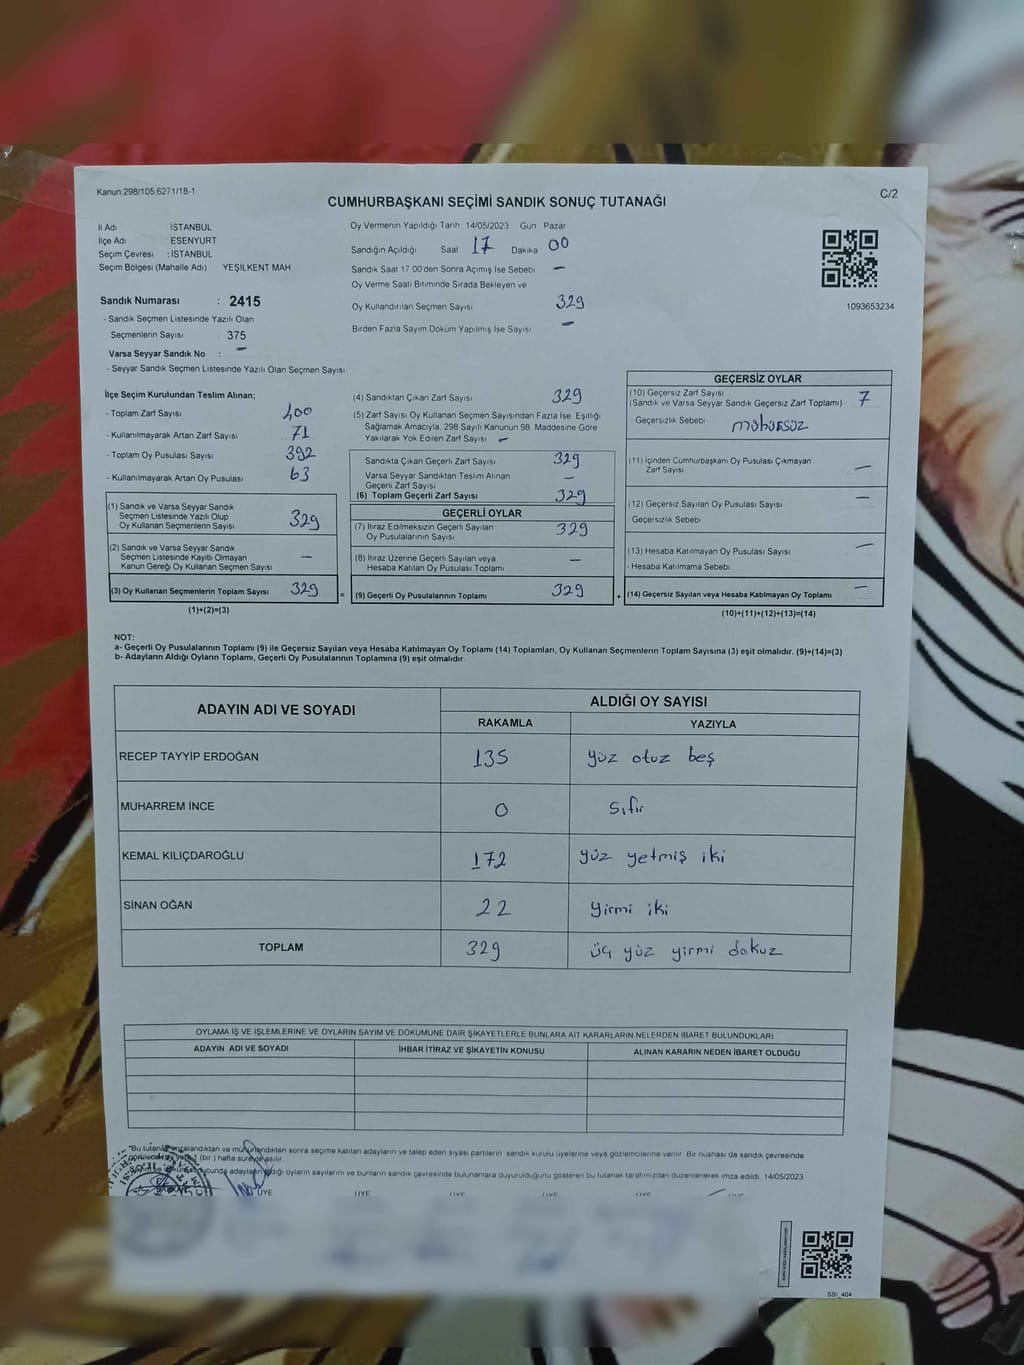 Kanun,298/105,6271/18-1
C/2
CUMHURBAŞKANI SEÇİMİ SANDIK SONUÇ TUTANAĞI
İl Adı İSTANBUL
İlçe Adı ESENYURT
Seçim Çevresi : İSTANBUL
Seçim Bölgesi (Mahalle Adı) YEŞİLKENT MAH
Sandık Numarası : 2415
- Sandık Seçmen Listesinde Yazılı Olan
Seçmenlerin Sayısı : 375
Varsa Seyyar Sandık No : -
- Seyyar Sandık Seçmen Listesinde Yazılı Olan Seçmen Sayısı
Oy Vermenin Yapıldığı Tarih 14/05/2023 Gün Pazar
Sandığın Açıldığı Saat 17 Dakika 00
Sandık Saat 17 00'den Sonra Açımış İse Sebebi -
Oy Verme Saati Bitiminde Sırada Bekleyen ve
Oy Kullandırılan Seçmen Sayısı 329
Birden Fazla Sayım Döküm Yapılmış İse Sayısı -
1093653234
İlçe Seçim Kurulundan Teslim Alınan;
- Toplam Zarf Sayısı 400
- Kullanılmayarak Artan Zarf Sayısı 71
- Toplam Oy Pusulası Sayısı 392
- Kullanılmayarak Artan Oy Pusulası 63
(1) Sandık ve Varsa Seyyar Sandık
Seçmen Listesinde Yazılı Olup
Oy Kullanan Seçmenlerin Sayısı 329
(2) Sandık ve Varsa Seyyar Sandık
Seçmen Listesinde Kayıtlı Olmayan
Kanun Gereği Oy Kullanan Seçmen Sayısı -
(3) Oy Kullanan Seçmenlerin Toplam Sayısı 329
(1)+(2)=(3)
=
(4) Sandıktan Çıkan Zarf Sayısı 329
(5) Zarf Sayısı Oy Kullanan Seçmen Sayısından Fazla İse Eşitliği
Sağlamak Amacıyla, 298 Sayılı Kanunun 98 Maddesine Göre
Yakılarak Yok Edilen Zarf Sayısı -
Sandıkta Çıkan Geçerli Zarf Sayısı 329
Varsa Seyyar Sandıktan Teslim Alınan
Geçerli Zarf Sayısı -
(6) Toplam Geçerli Zarf Sayısı 329
GEÇERLİ OYLAR
(7) İtiraz Edilmeksizin Geçerli Sayılan
Oy Pusulalarının Sayısı 329
(8) İtiraz Üzerine Geçerli Sayılan veya
Hesaba Katılan Oy Pusulası Toplamı -
(9) Geçerli Oy Pusulalarının Toplamı 329
+
GEÇERSİZ OYLAR
(10) Geçersiz Zarf Sayısı
(Sandık ve Varsa Seyyar Sandık Geçersiz Zarf Toplamı) 7
- Geçersizlik Sebebi mühürsüz
(11) İçinden Cumhurbaşkanı Oy Pusulası Çıkmayan
Zarf Sayısı -
(12) Geçersiz Sayılan Oy Pusulası Sayısı -
Geçersizlik Sebebi
(13) Hesaba Katılmayan Oy Pusulası Sayısı -
- Hesaba Katılmama Sebebi
(14) Geçersiz Sayılan veya Hesaba Katılmayan Oy Toplamı -
(10)+(11)+(12)+(13)=(14)
NOT:
a- Geçerli Oy Pusulalarının Toplamı (9) ile Geçersiz Sayılan veya Hesaba Katılmayan Oy Toplamı (14) Toplamları, Oy Kullanan Seçmenlerin Toplam Sayısına (3) eşit olmalıdır. (9)+(14)=(3)
b- Adayların Aldığı Oyların Toplamı, Geçerli Oy Pusulalarının Toplamına (9) eşit olmalıdır.
ADAYIN ADI VE SOYADI ALDIĞI OY SAYISI
RAKAMLA YAZIYLA
RECEP TAYYİP ERDOĞAN 135 yüz otuz beş
MUHARREM İNCE 0 sıfır
KEMAL KILIÇDAROĞLU 172 yüz yetmiş iki
SİNAN OĞAN 22 yirmi iki
TOPLAM 329 üç yüz yirmi dokuz
OYLAMA İŞ VE İŞLEMLERİNE VE OYLARIN SAYIM VE DÖKÜMÜNE DAİR ŞİKAYETLERLE BUNLARA AİT KARARLARIN NELERDEN İBARET BULUNDUKLARI
ADAYIN ADI VE SOYADI İHBAR İTİRAZ VE ŞİKAYETİN KONUSU ALINAN KARARIN NEDEN İBARET OLDUĞU
"Bu tutanak imzalandıktan ve mühürlendikten sonra seçime katılan adayların ve talep eden siyasi partilerin sandık kurulu üyelerine veya gözlemcilerine verilir. Bir nüshası da sandık çevresinde
(bir) hafta süreyle asılır.
sonucunda adayların aldığı oyların sayılarını ve bunların sandık çevresinde bulunanlara duyurulduğunu gösteren bu tutanak tarafımızdan düzenlenerek imza edildi. 14/05/2023
BAŞKAN ÜYE ÜYE ÜYE ÜYE ÜYE ÜYE
SSI_404